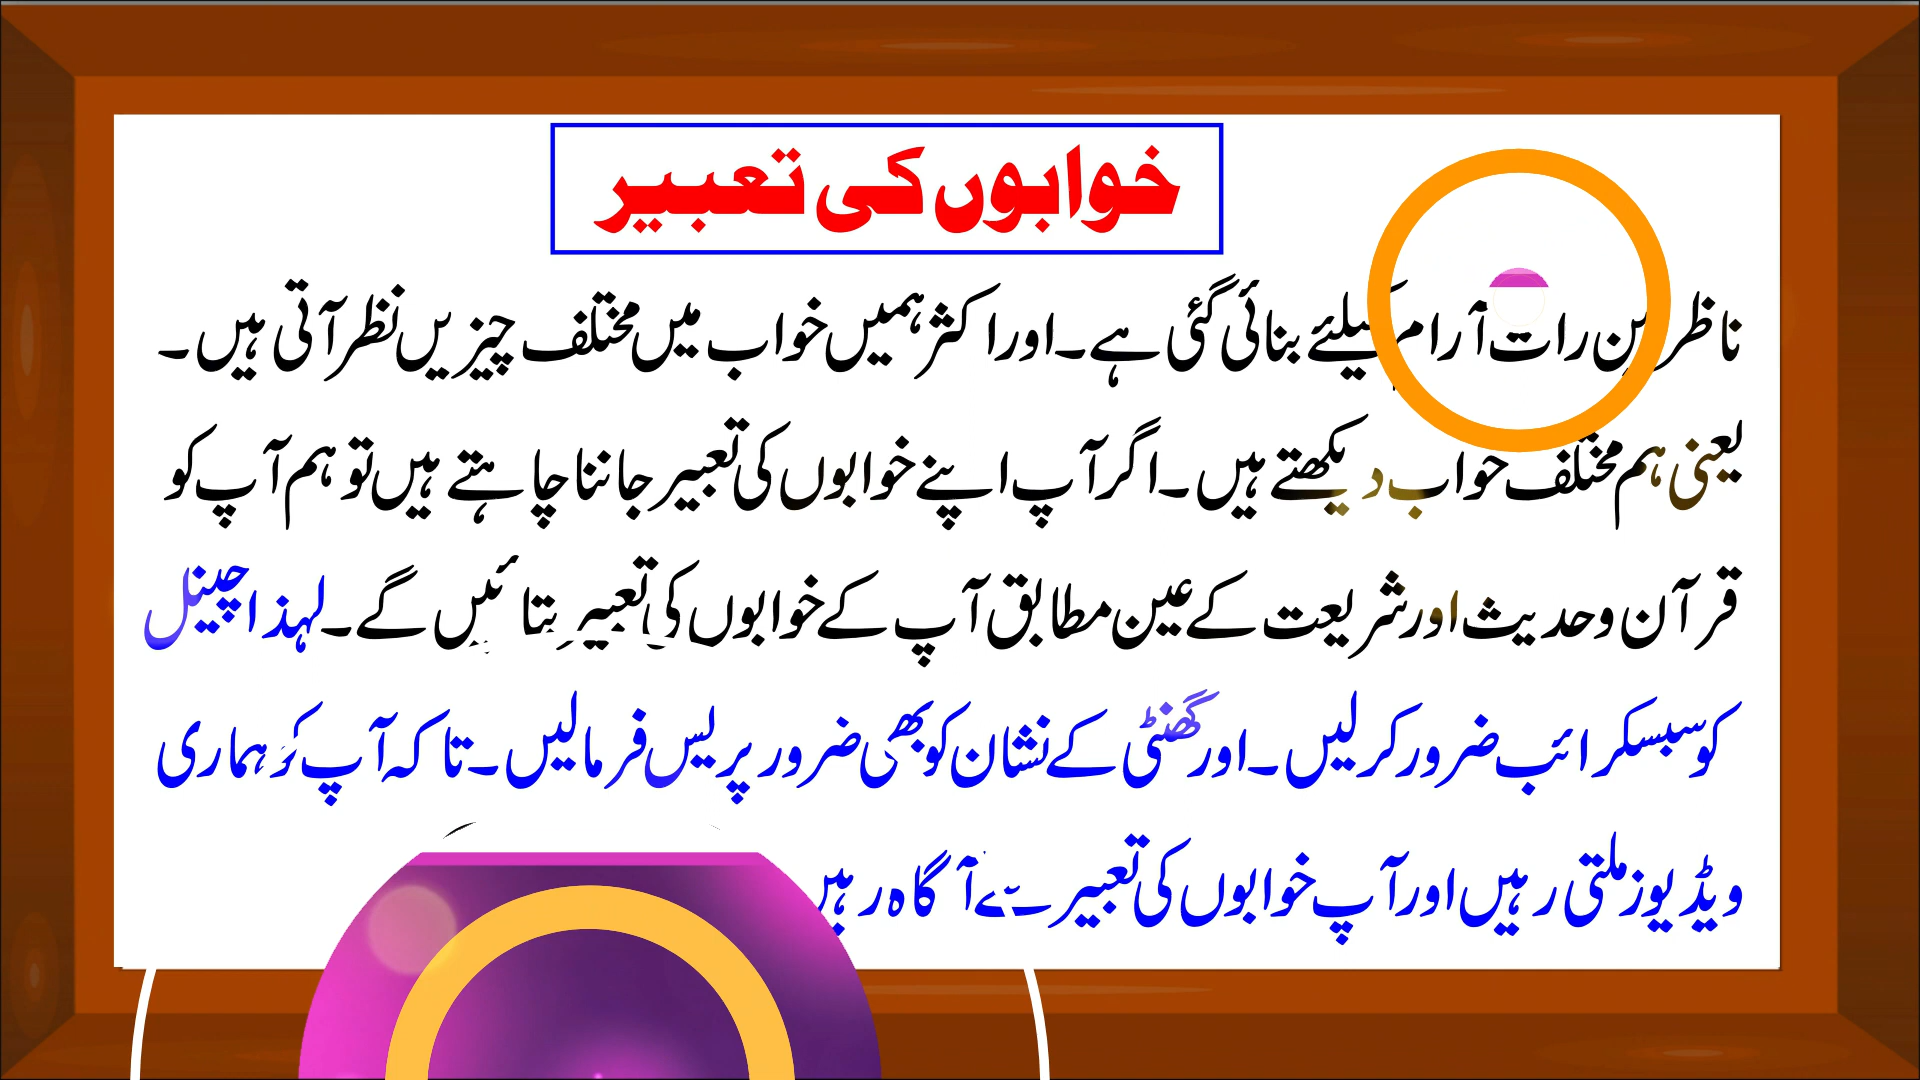 خوابوں کی تعبیر
ناظرین رات آرام کیلئے بنائی گئی ہے۔ اور اکثر ہمیں خواب میں مختلف چیزیں نظر آتی ہیں۔
یعنی ہم مختلف خواب دیکھتے ہیں۔ اگر آپ اپنے خوابوں کی تعبیر جاننا چاہتے ہیں تو ہم آپ کو
قرآن وحدیث اور شریعت کے عین مطابق آپ کے خوابوں کی تعبیر بتائیں گے۔ لہذا چینل
کو سبسکرائب ضرور کرلیں۔ اور گھنٹی کے نشان کو بھی ضرور پریس فرمالیں۔ تاکہ آپ کو ہماری
ویڈیوز ملتی رہیں اور آپ خوابوں کی تعبیر سے آگاہ رہیں